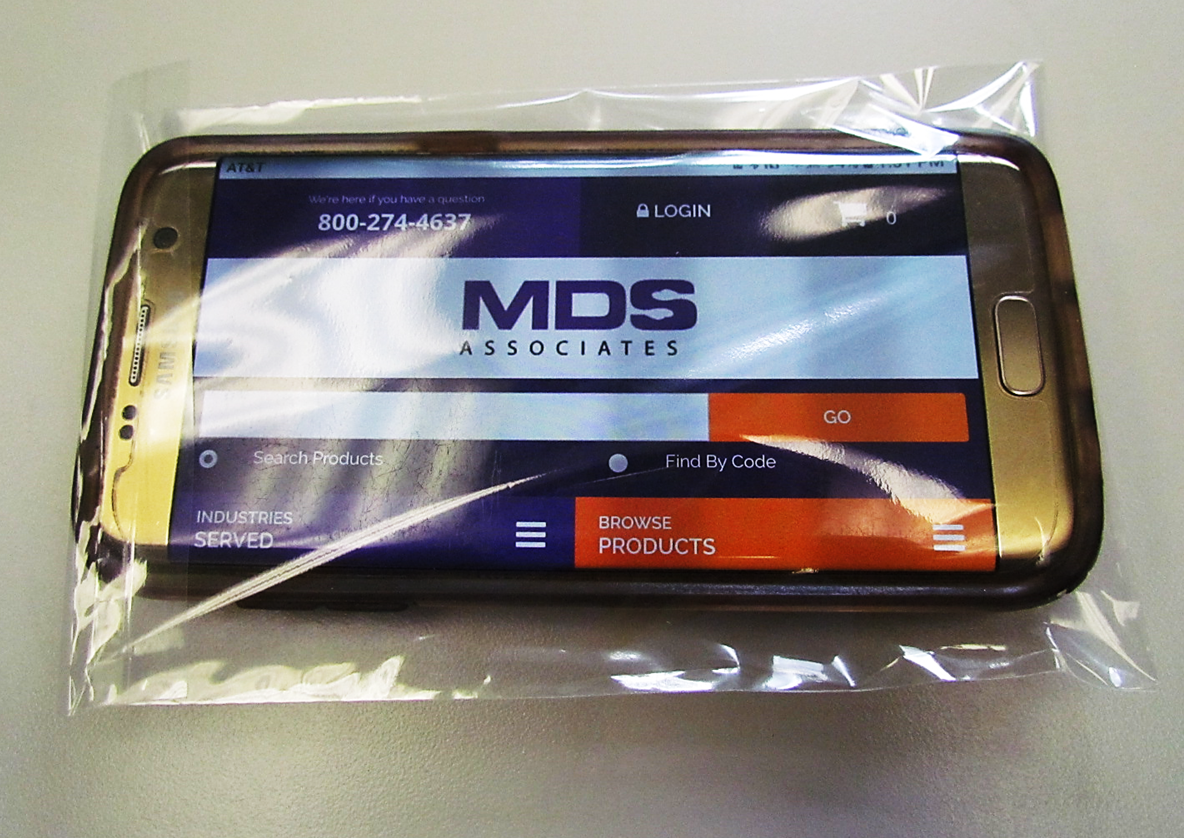 AT&T
We're here if you have a question
800-274-4637
LOGIN
0
MDS
ASSOCIATES
GO
Search Products
Find By Code
INDUSTRIES
SERVED
BROWSE
PRODUCTS
SAMSUNG